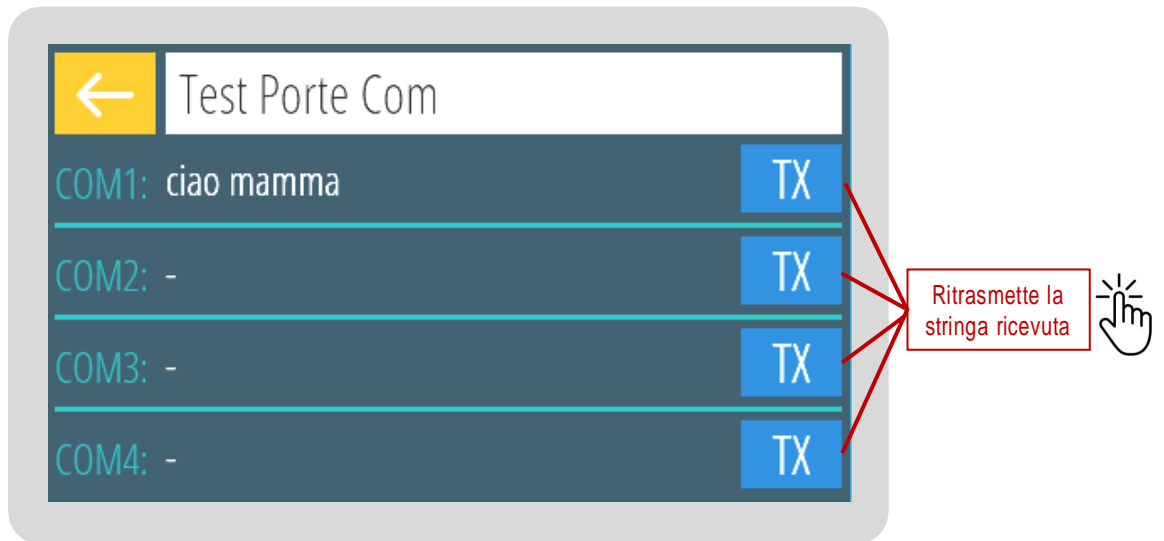 Test Porte Com
COM1: ciao mamma TX
COM2: - TX
COM3: - TX
COM4: - TX
Ritrasmette la
stringa ricevuta